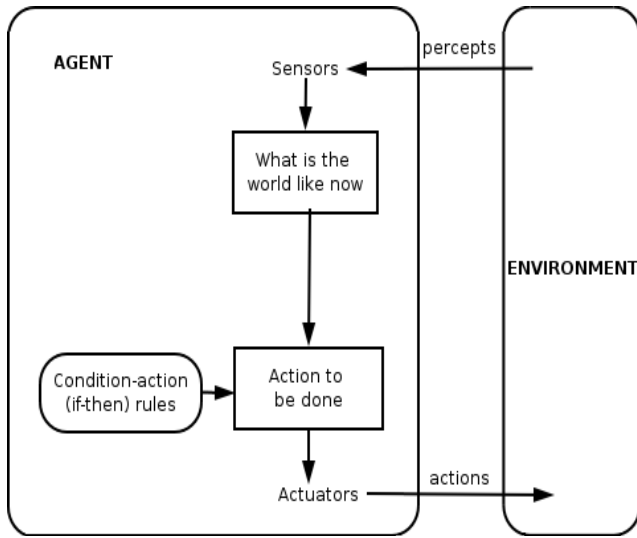 percepts
AGENT
Sensors
What is the
world like now
ENVIRONMENT
Condition-action
(if-then) rules
Action to
be done
Actuators
actions